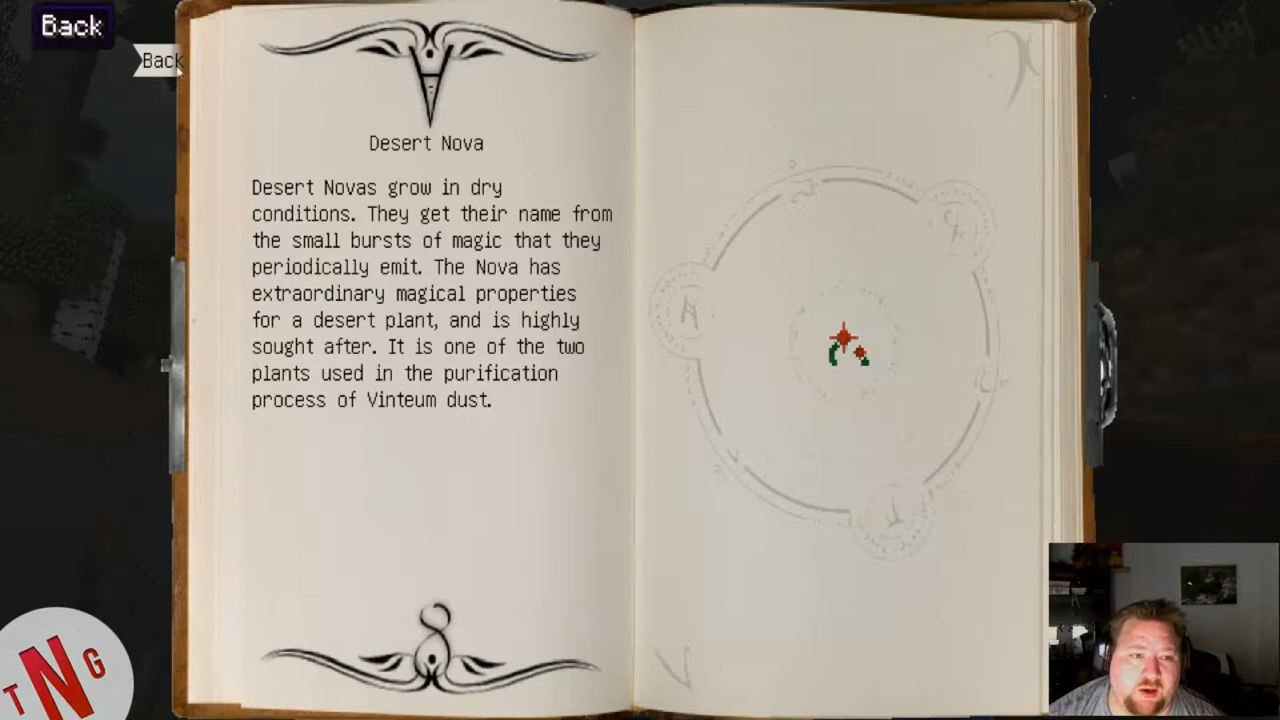 Back
Back
Desert Nova
Desert Novas grow in dry
conditions. They get their name from
the small bursts of magic that they
periodically emit. The Nova has
extraordinary magical properties
for a desert plant, and is highly
sought after. It is one of the two
plants used in the purification
process of Vinteum dust.
TNG